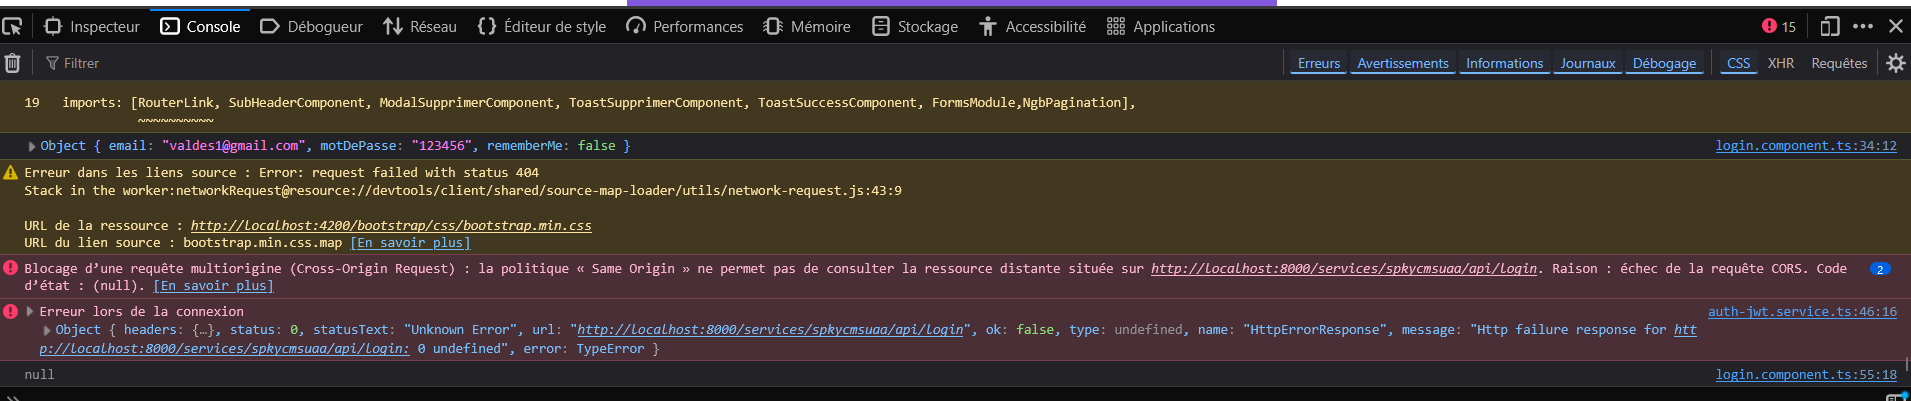 Inspecteur Console Débogueur Réseau Éditeur de style Performances Mémoire Stockage Accessibilité Applications 15
Filtrer Erreurs Avertissements Informations Journaux Débogage CSS XHR Requêtes
19 imports: [RouterLink, SubHeaderComponent, ModalSupprimerComponent, ToastSupprimerComponent, ToastSuccessComponent, FormsModule,NgbPagination],
~~~~~~~~~~
Object { email: "valdes1@gmail.com", motDePasse: "123456", rememberMe: false } login.component.ts:34:12
Erreur dans les liens source : Error: request failed with status 404
Stack in the worker:networkRequest@resource://devtools/client/shared/source-map-loader/utils/network-request.js:43:9
URL de la ressource : http://localhost:4200/bootstrap/css/bootstrap.min.css
URL du lien source : bootstrap.min.css.map [En savoir plus]
Blocage d’une requête multiorigine (Cross-Origin Request) : la politique « Same Origin » ne permet pas de consulter la ressource distante située sur http://localhost:8000/services/spkycmsuaa/api/login. Raison : échec de la requête CORS. Code 2
d’état : (null). [En savoir plus]
Erreur lors de la connexion auth-jwt.service.ts:46:16
Object { headers: {…}, status: 0, statusText: "Unknown Error", url: "http://localhost:8000/services/spkycmsuaa/api/login", ok: false, type: undefined, name: "HttpErrorResponse", message: "Http failure response for htt
p://localhost:8000/services/spkycmsuaa/api/login: 0 undefined", error: TypeError }
null login.component.ts:55:18